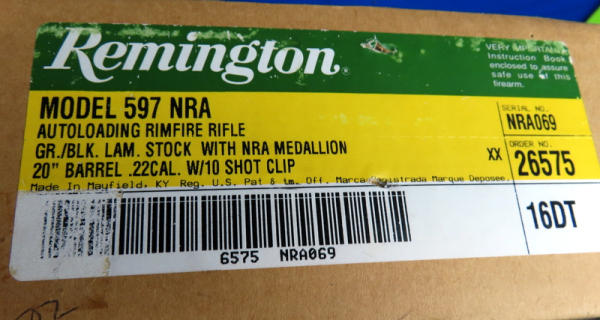 Remington®
VERY IMPORTANT
Instruction Book
enclosed to assure
safe use of this
firearm.
MODEL 597 NRA
AUTOLOADING RIMFIRE RIFLE
GR./BLK. LAM. STOCK WITH NRA MEDALLION
20" BARREL .22CAL. W/10 SHOT CLIP
XX
SERIAL NO.
NRA069
ORDER NO.
26575
Made In Mayfield, KY Reg. U.S. Pat & tm. Off. Marca Registrada Marque Deposee
16DT
6575 NRA069